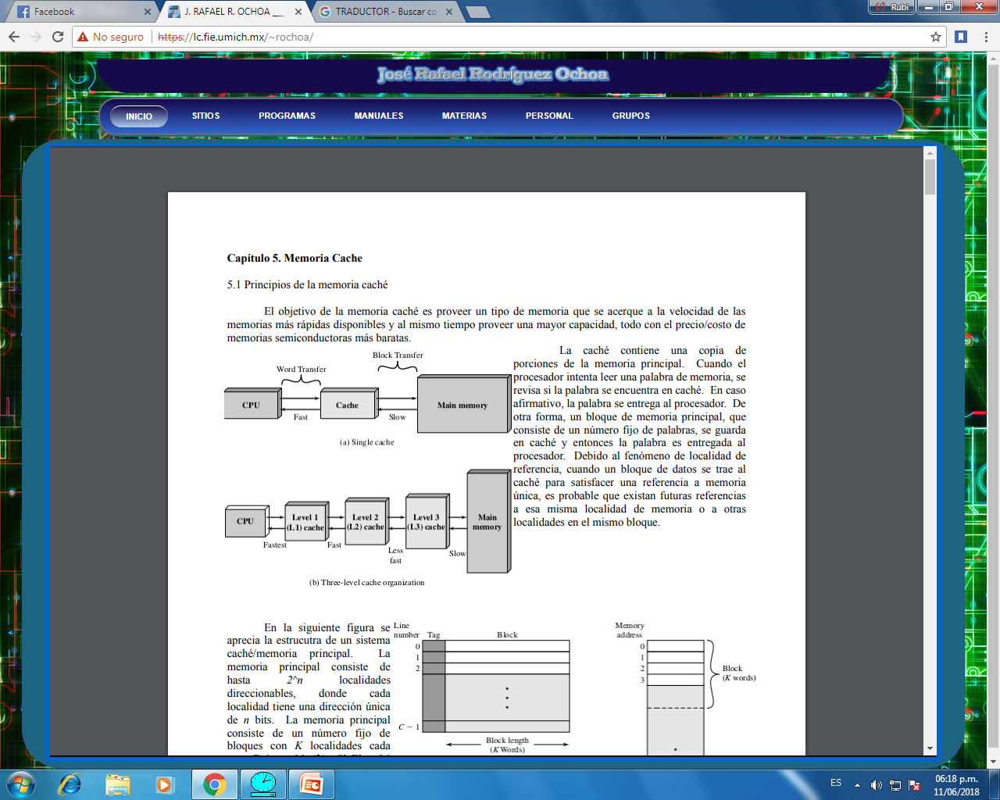 Facebook
J. RAFAEL R. OCHOA __
TRADUCTOR - Buscar co
Rubi
No seguro
https://lc.fie.umich.mx/~rochoa/
José Rafael Rodríguez Ochoa
INICIO
SITIOS
PROGRAMAS
MANUALES
MATERIAS
PERSONAL
GRUPOS
Capítulo 5. Memoria Cache
5.1 Principios de la memoria caché
El objetivo de la memoria caché es proveer un tipo de memoria que se acerque a la velocidad de las
memorias más rápidas disponibles y al mismo tiempo proveer una mayor capacidad, todo con el precio/costo de
memorias semiconductoras más baratas.
Block Transfer
Word Transfer
CPU
Cache
Main memory
Fast
Slow
(a) Single cache
La caché contiene una copia de
porciones de la memoria principal. Cuando el
procesador intenta leer una palabra de memoria, se
revisa si la palabra se encuentra en caché. En caso
afirmativo, la palabra se entrega al procesador. De
otra forma, un bloque de memoria principal, que
consiste de un número fijo de palabras, se guarda
en caché y entonces la palabra es entregada al
procesador. Debido al fenómeno de localidad de
referencia, cuando un bloque de datos se trae al
caché para satisfacer una referencia a memoria
única, es probable que existan futuras referencias
a esa misma localidad de memoria o a otras
localidades en el mismo bloque.
CPU
Level 1
(L1) cache
Level 2
(L2) cache
Level 3
(L3) cache
Main
memory
Fastest
Fast
Less
fast
Slow
(b) Three-level cache organization
En la siguiente figura se
aprecia la estrucutra de un sistema
caché/memoria principal. La
memoria principal consiste de
hasta 2^n localidades
direccionables, donde cada
localidad tiene una dirección única
de n bits. La memoria principal
consiste de un número fijo de
bloques con K localidades cada
Line
number
Tag
Block
0
1
2
C − 1
Block length
(K Words)
Memory
address
0
1
2
3
Block
(K words)
ES
06:18 p.m.
11/06/2018